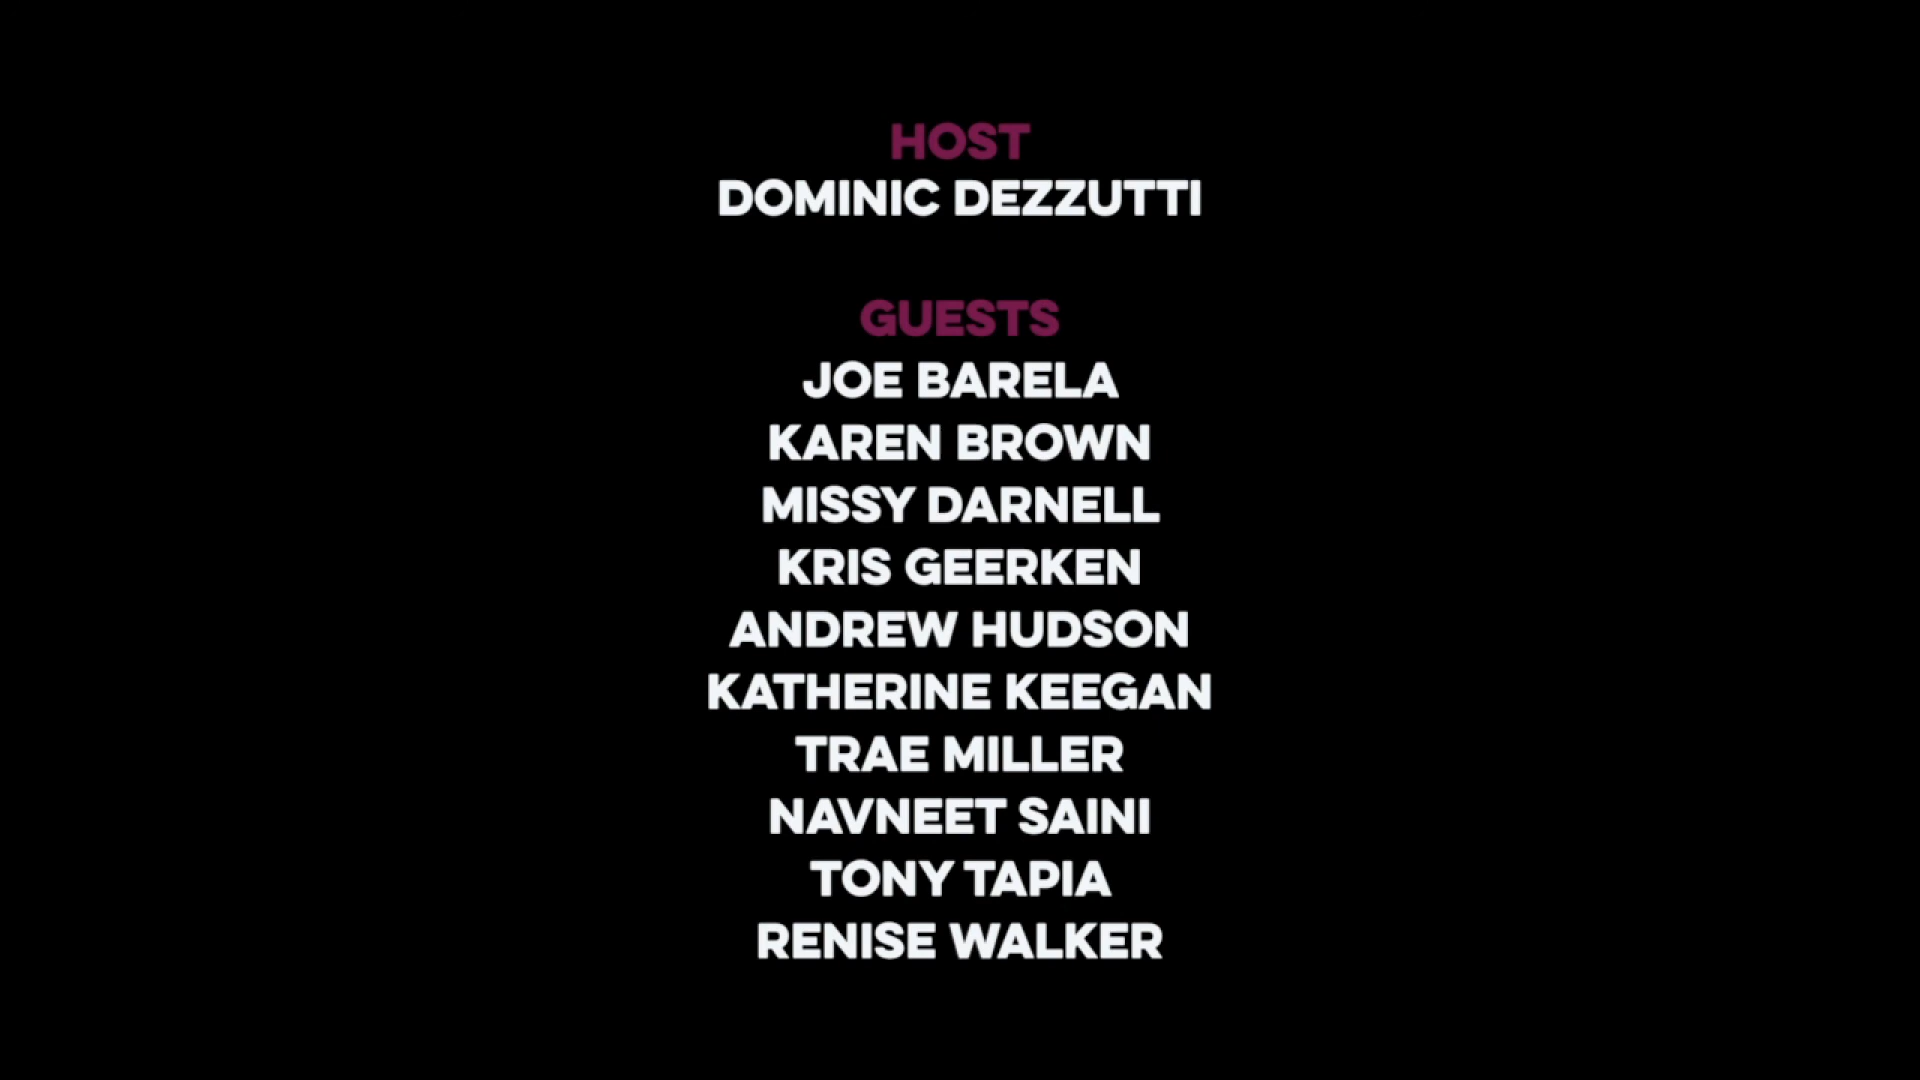 HOST
DOMINIC DEZZUTTI
GUESTS
JOE BARELA
KAREN BROWN
MISSY DARNELL
KRIS GEERKEN
ANDREW HUDSON
KATHERINE KEEGAN
TRAE MILLER
NAVNEET SAINI
TONY TAPIA
RENISE WALKER